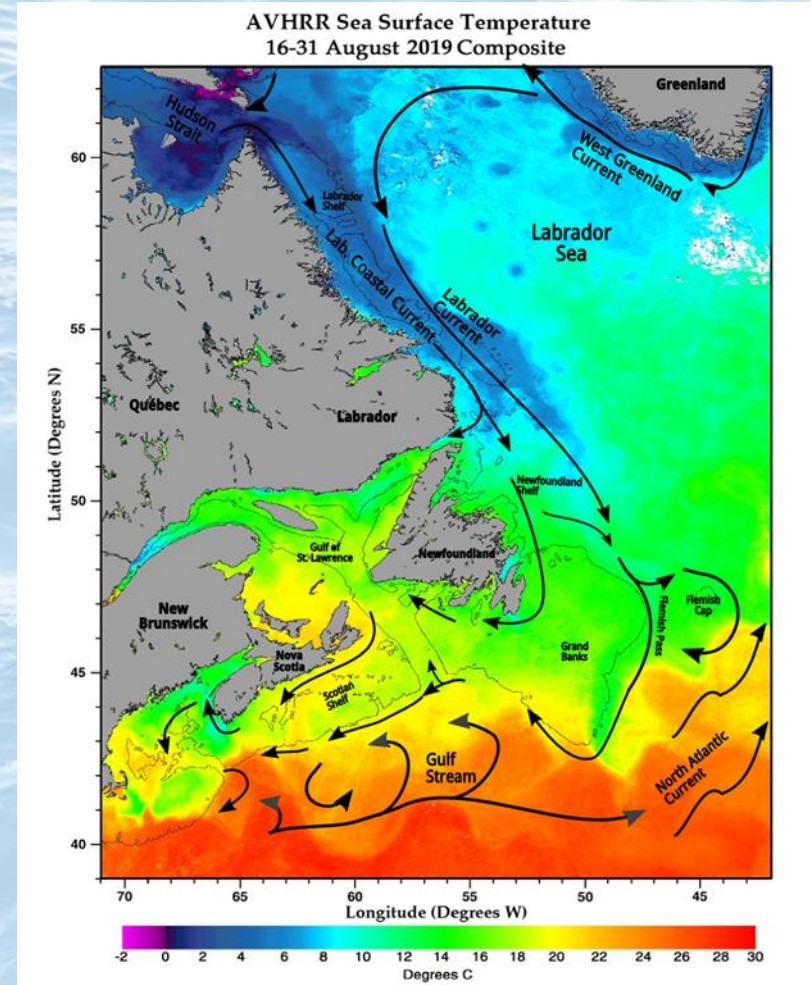 AVHRR Sea Surface Temperature
16-31 August 2019 Composite
Greenland
Hudson
Strait
60
West Greenland
Current
Labrador
Shelf
Labrador
Sea
Lab. Coastal Current
Labrador
Current
55
Québec
Labrador
Latitude (Degrees N)
50
Newfoundland
Shelf
Gulf of
St. Lawrence
Newfoundland
New
Brunswick
Flemish Pass
Flemish
Cap
Nova
Scotia
Grand
Banks
45
Scotian
Shelf
Gulf
Stream
North Atlantic
Current
40
70 65 60 55 50 45
Longitude (Degrees W)
-2 0 2 4 6 8 10 12 14 16 18 20 22 24 26 28 30
Degrees C